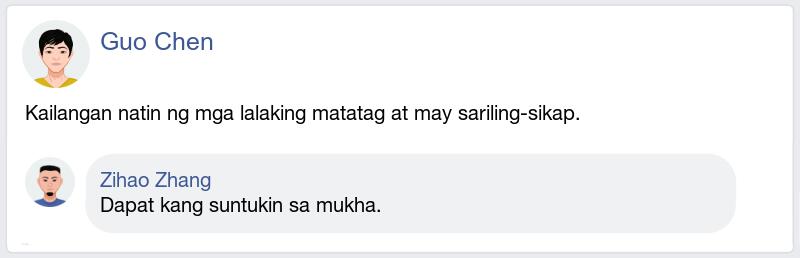 Guo Chen
Kailangan natin ng mga lalaking matatag at may sariling-sikap.
Zihao Zhang
Dapat kang suntukin sa mukha.